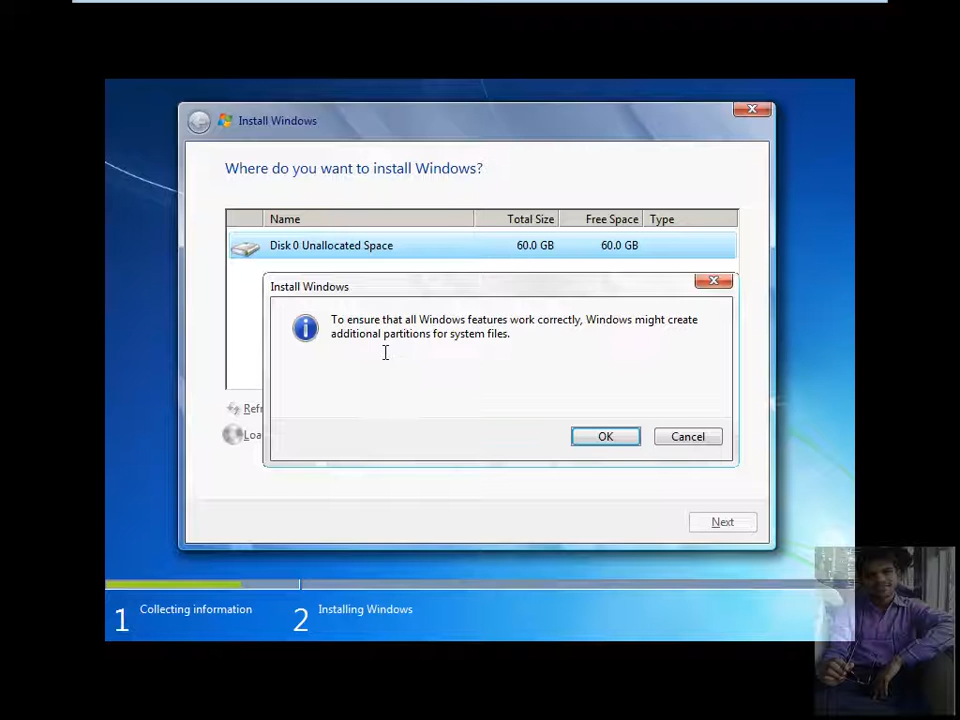 Install Windows
Where do you want to install Windows?
Name Total Size Free Space Type
Disk 0 Unallocated Space 60.0 GB 60.0 GB
Install Windows
To ensure that all Windows features work correctly, Windows might create
additional partitions for system files.
OK Cancel
Next
1 Collecting information 2 Installing Windows